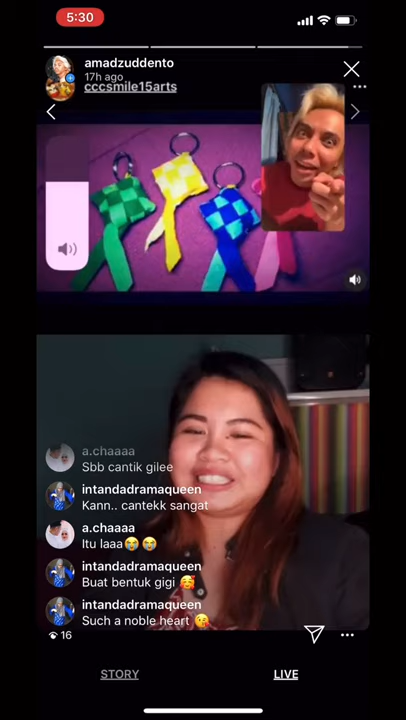 5:30
amadzuddento
17h ago
cccsmile15arts
a.chaaaa
Sbb cantik gilee
intandadramaqueen
Kann.. cantekk sangat
a.chaaaa
Itu laaa😭😭
intandadramaqueen
Buat bentuk gigi 🥰
intandadramaqueen
Such a noble heart 😘
16
STORY
LIVE